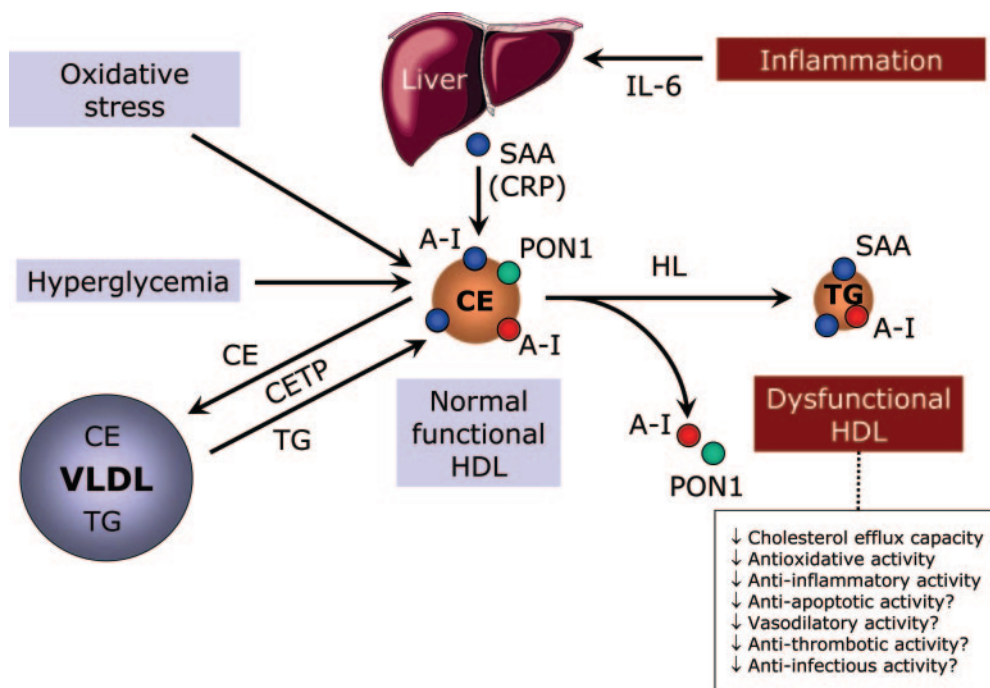 Oxidative
stress
Liver
IL-6
Inflammation
SAA
(CRP)
A-I
PON1
Hyperglycemia
CE
HL
SAA
TG
A-I
A-I
CE
CETP
TG
CE
VLDL
TG
Normal
functional
HDL
A-I
PON1
Dysfunctional
HDL
↓ Cholesterol efflux capacity
↓ Antioxidative activity
↓ Anti-inflammatory activity
↓ Anti-apoptotic activity?
↓ Vasodilatory activity?
↓ Anti-thrombotic activity?
↓ Anti-infectious activity?